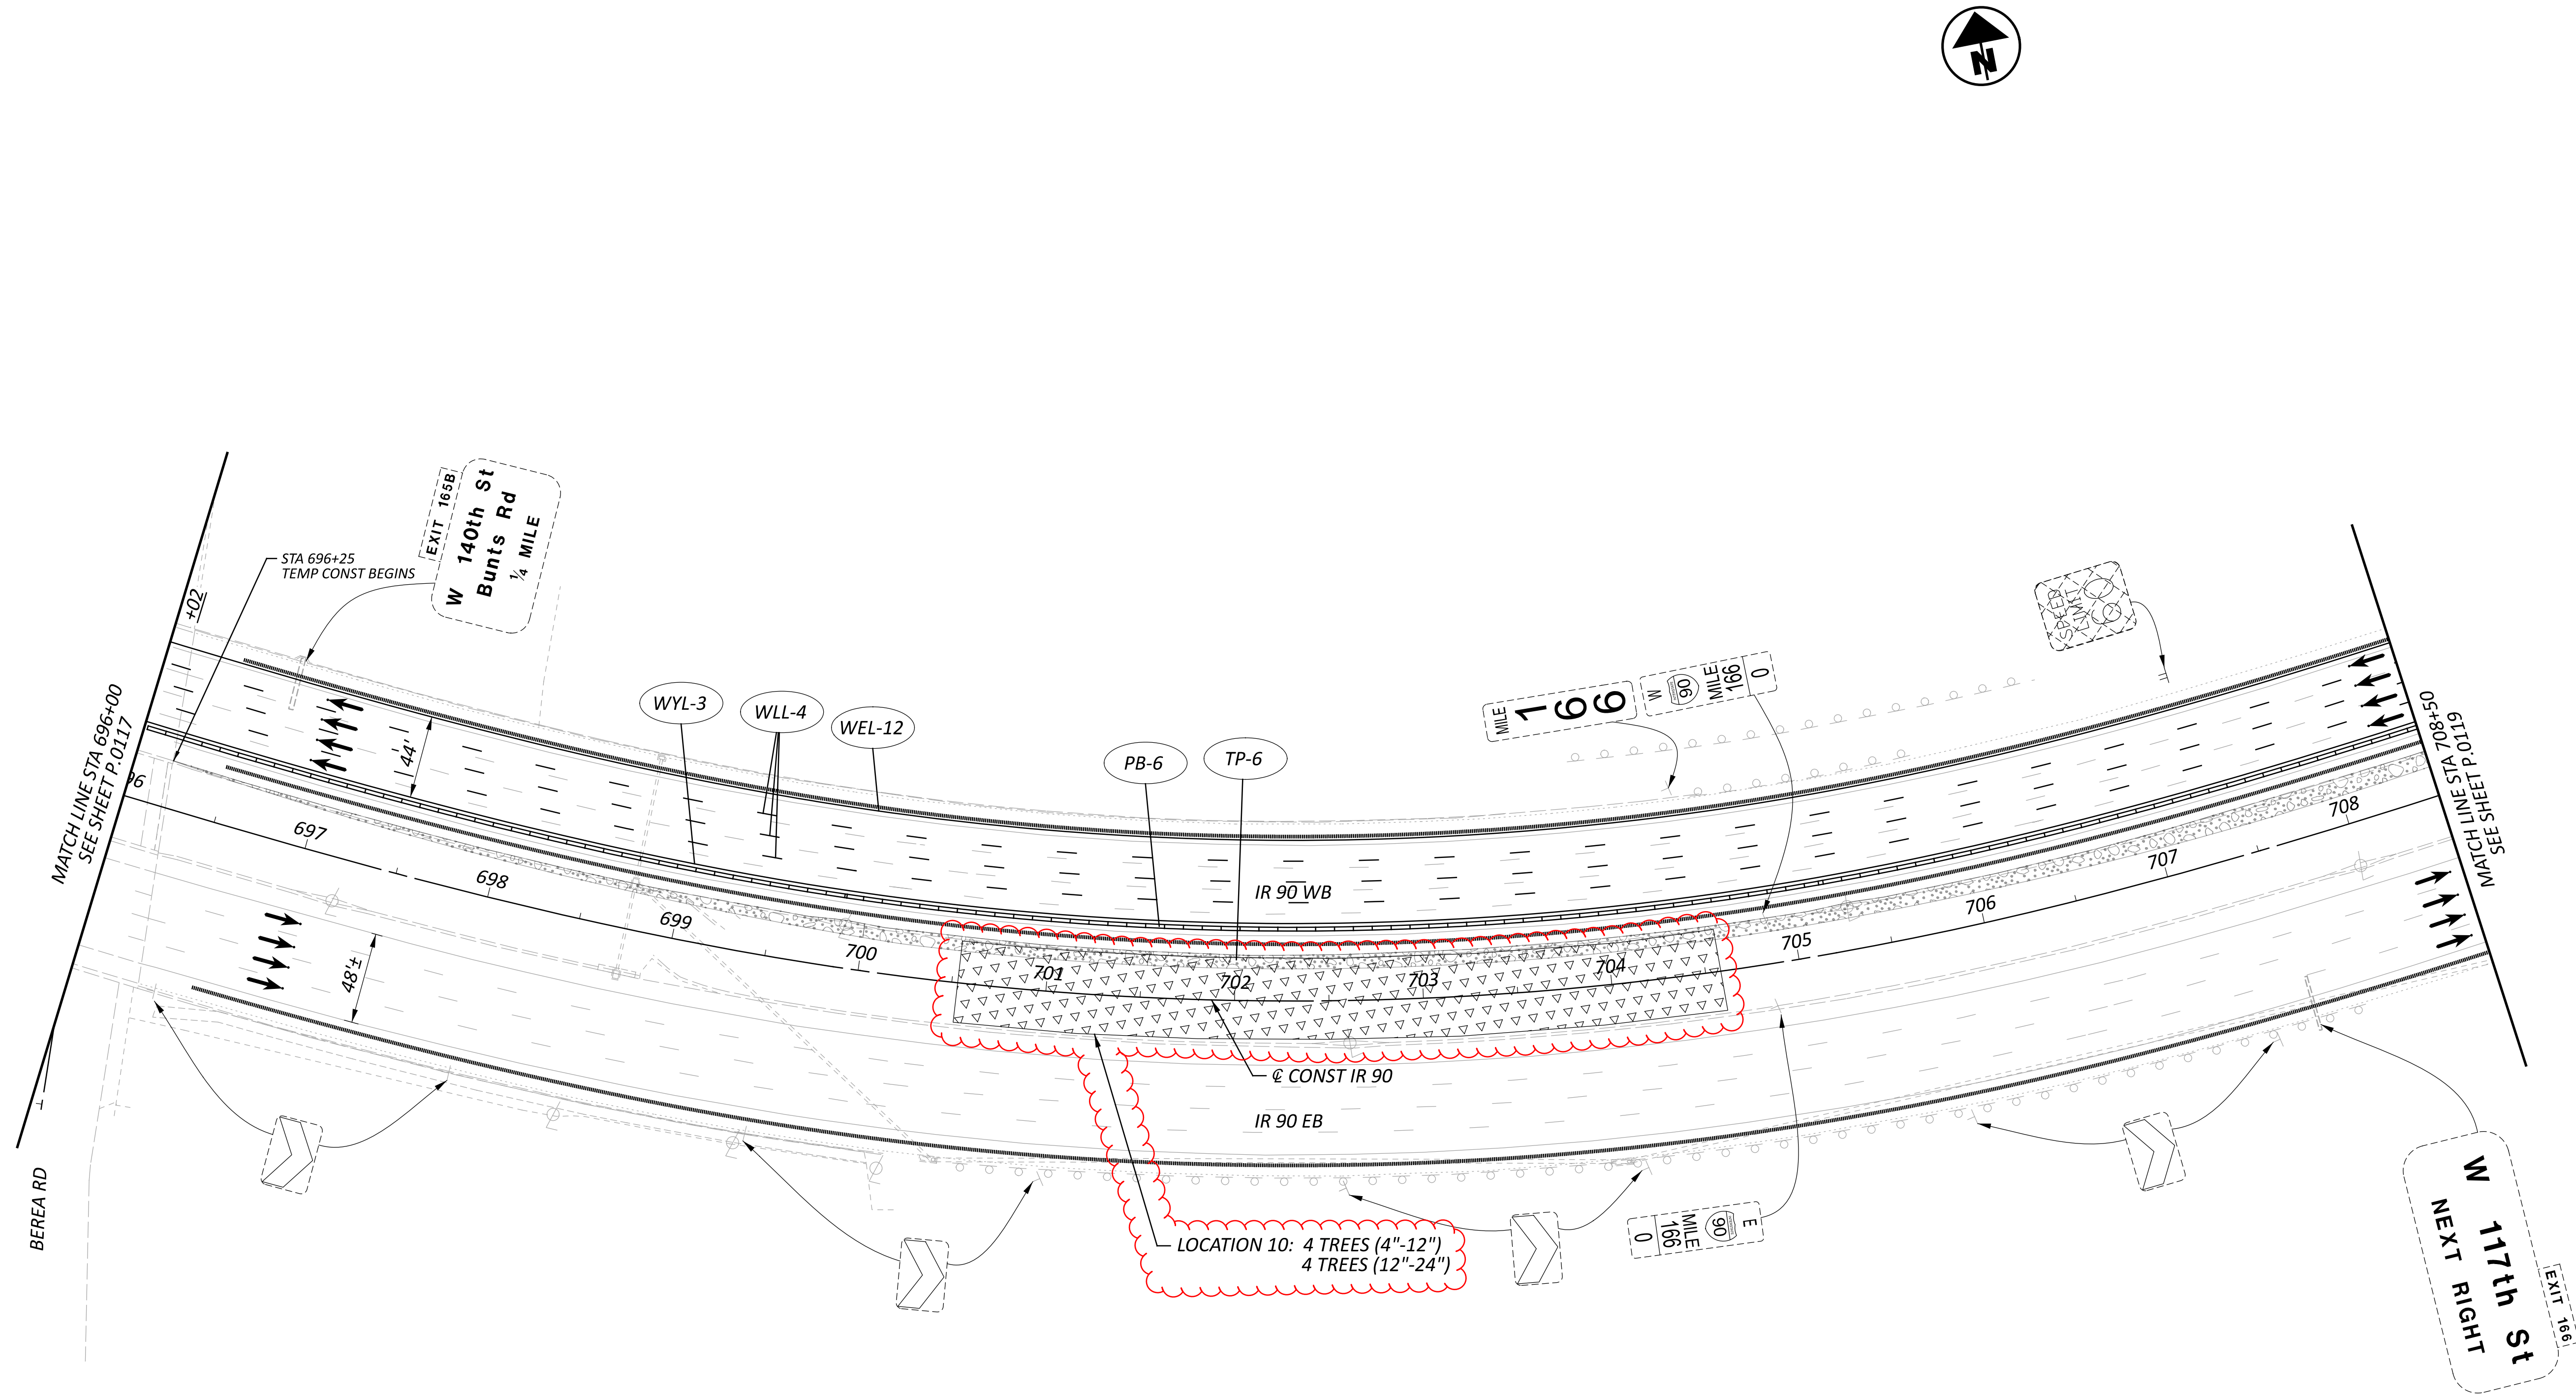 N
MATCH LINE STA 696+00
SEE SHEET P.0117
+02
STA 696+25
TEMP CONST BEGINS
EXIT 165B
W 140th St
Bunts Rd
¼ MILE
44'
WYL-3
WLL-4
WEL-12
PB-6
TP-6
MILE
1
6
6
W
90
MILE
166
0
SPEED
LIMIT
60
MATCH LINE STA 708+50
SEE SHEET P.0119
IR 90 WB
96
697
698
699
700
701
702
703
704
705
706
707
708
48'±
℄ CONST IR 90
IR 90 EB
BEREA RD
LOCATION 10: 4 TREES (4"-12")
4 TREES (12"-24")
E
90
MILE
166
0
EXIT 166
W 117th St
NEXT RIGHT